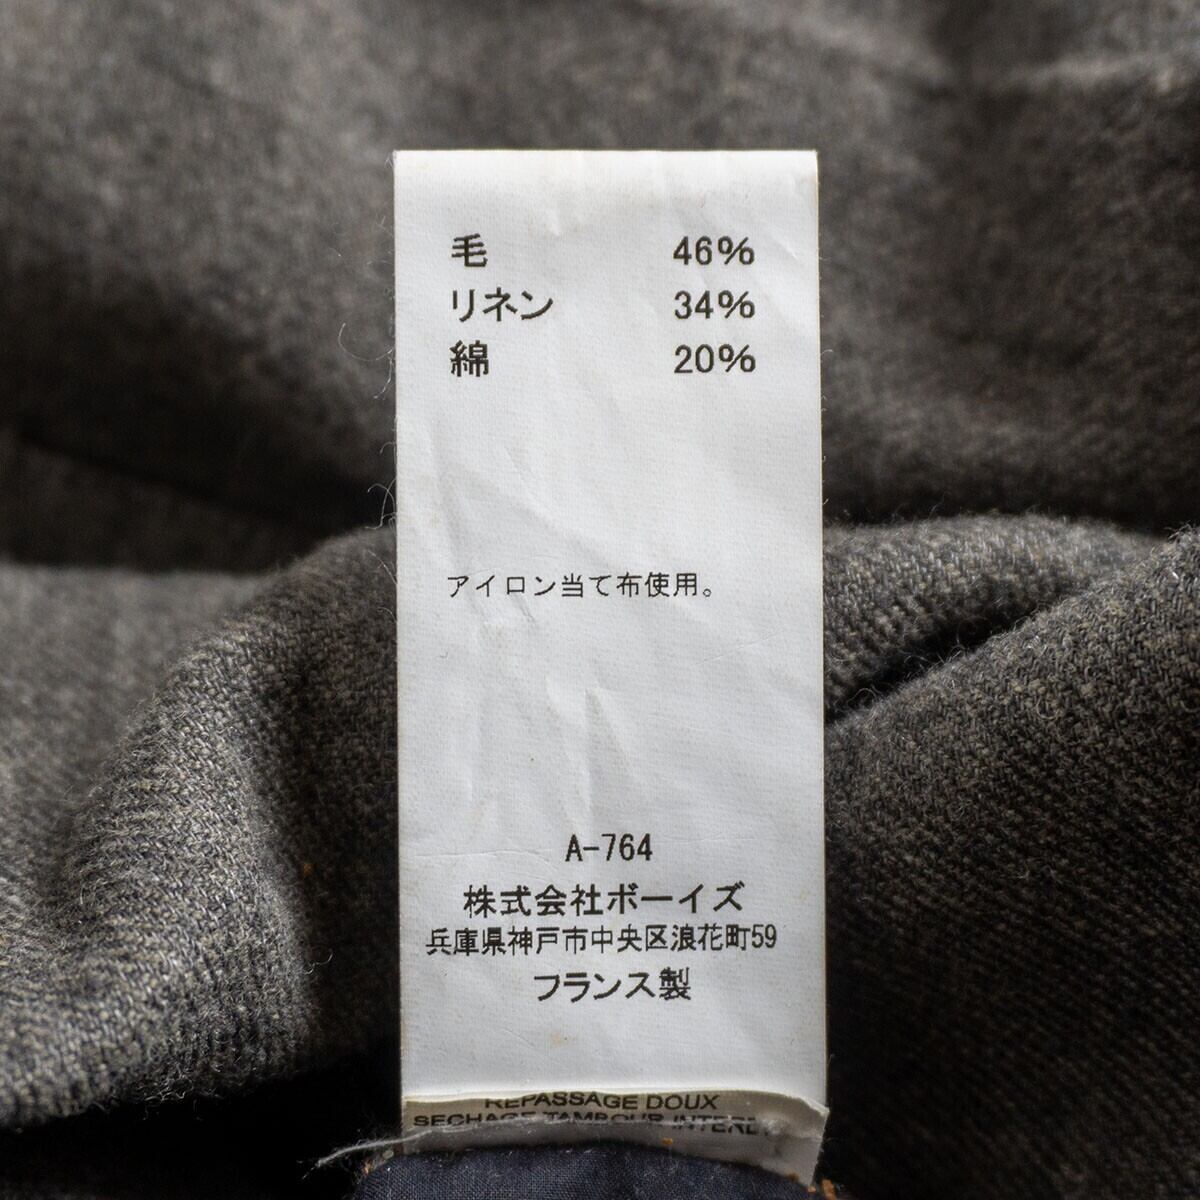 毛 46%
リネン 34%
綿 20%
アイロン当て布使用。
A-764
株式会社ボーイズ
兵庫県神戸市中央区浪花町59
フランス製
REPASSAGE DOUX
SECHAGE TAMBOUR